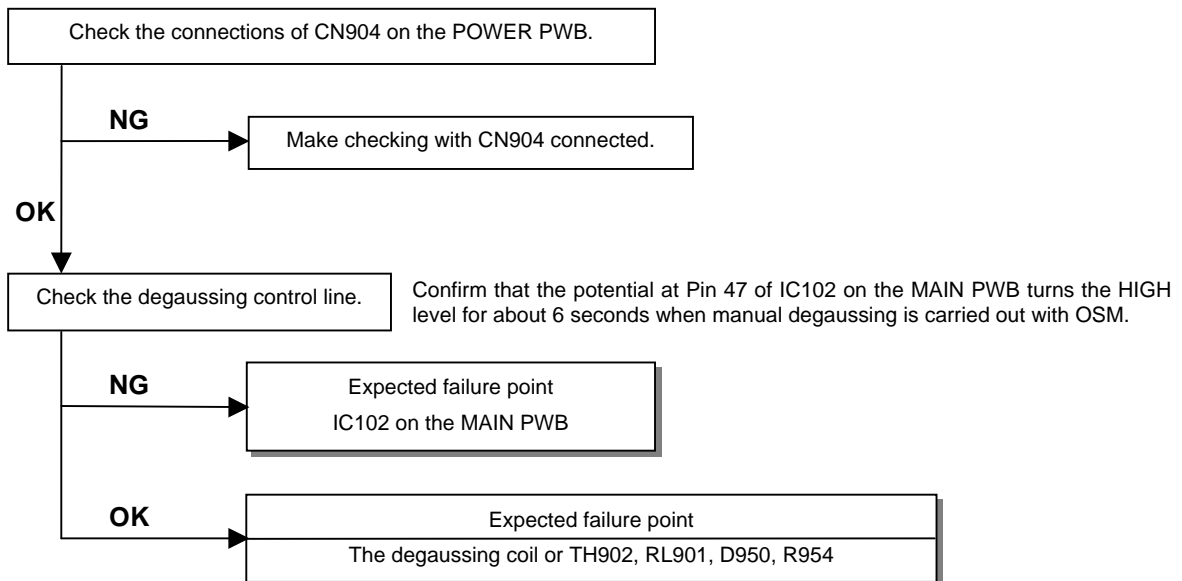 Check the connections of CN904 on the POWER PWB.
NG
Make checking with CN904 connected.
OK
Check the degaussing control line.
Confirm that the potential at Pin 47 of IC102 on the MAIN PWB turns the HIGH
level for about 6 seconds when manual degaussing is carried out with OSM.
NG
Expected failure point
IC102 on the MAIN PWB
OK
Expected failure point
The degaussing coil or TH902, RL901, D950, R954